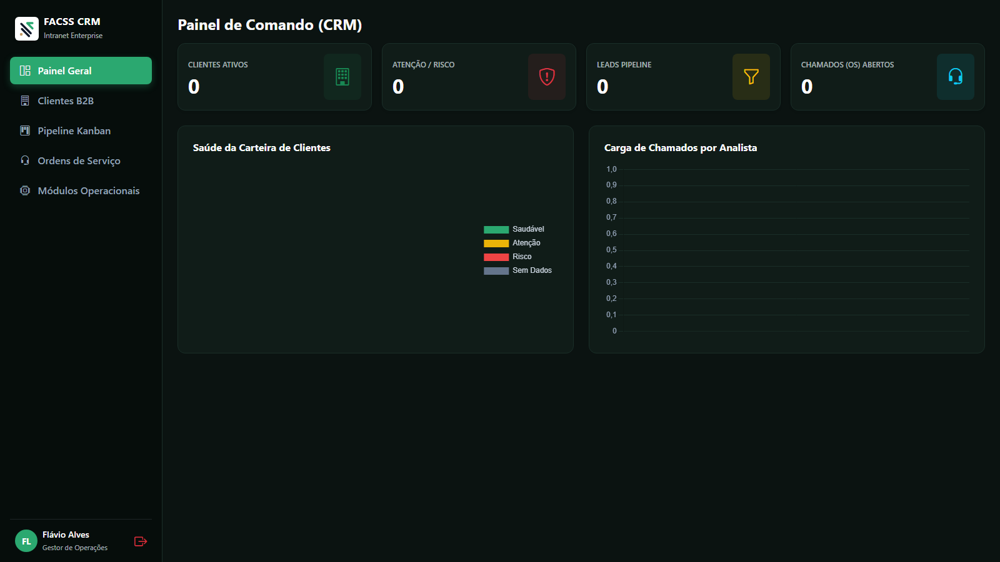 FACSS CRM
Intranet Enterprise
Painel Geral
Clientes B2B
Pipeline Kanban
Ordens de Serviço
Módulos Operacionais
FL
Flávio Alves
Gestor de Operações
Painel de Comando (CRM)
CLIENTES ATIVOS
0
ATENÇÃO / RISCO
0
LEADS PIPELINE
0
CHAMADOS (OS) ABERTOS
0
Saúde da Carteira de Clientes
Saudável
Atenção
Risco
Sem Dados
Carga de Chamados por Analista
1,0
0,9
0,8
0,7
0,6
0,5
0,4
0,3
0,2
0,1
0